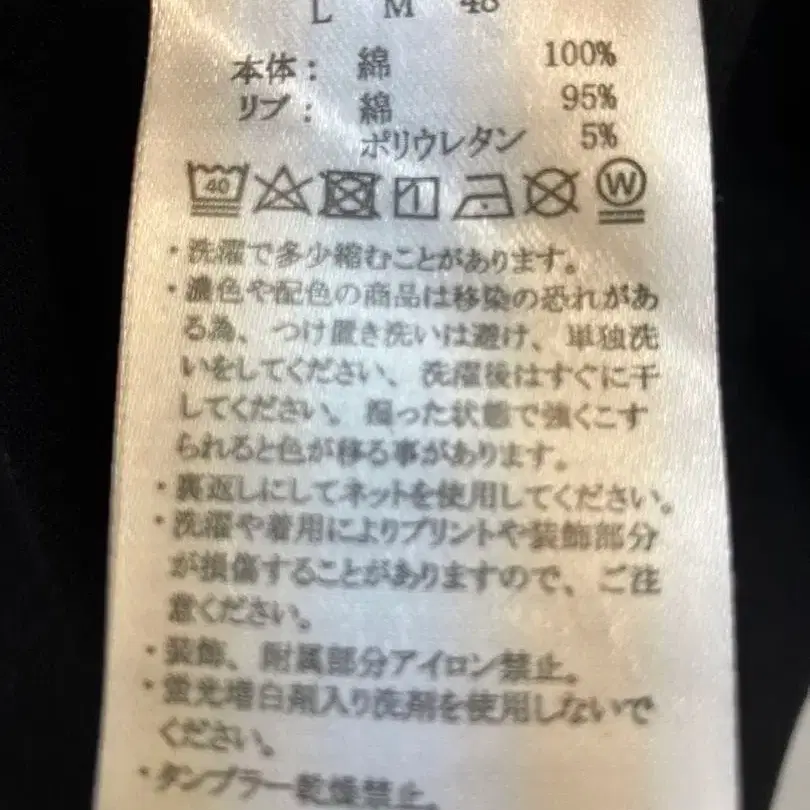 L M 48
本体: 綿 100%
リブ: 綿 95%
ポリウレタン 5%
40 W
・洗濯で多少縮むことがあります。
・濃色や配色の商品は移染の恐れがあ
る為、つけ置き洗いは避け、単独洗
いをしてください、洗濯後はすぐに干
してください。湿った状態で強くこす
られると色が移る事があります。
・裏返しにしてネットを使用してください。
・洗濯や着用によりプリントや装飾部分
が損傷することがありますので、ご注
意ください。
・装飾、附属部分アイロン禁止。
・蛍光増白剤入り洗剤を使用しないで
ください。
・タンブラー乾燥禁止。